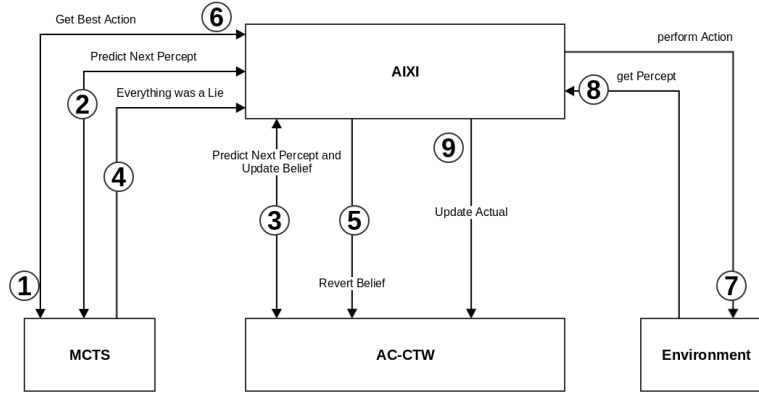 Get Best Action
6
perform Action
Predict Next Percept
AIXI
get Percept
8
Everything was a Lie
2
9
Predict Next Percept and
Update Belief
4
3
5
Update Actual
Revert Belief
1
7
MCTS
AC-CTW
Environment